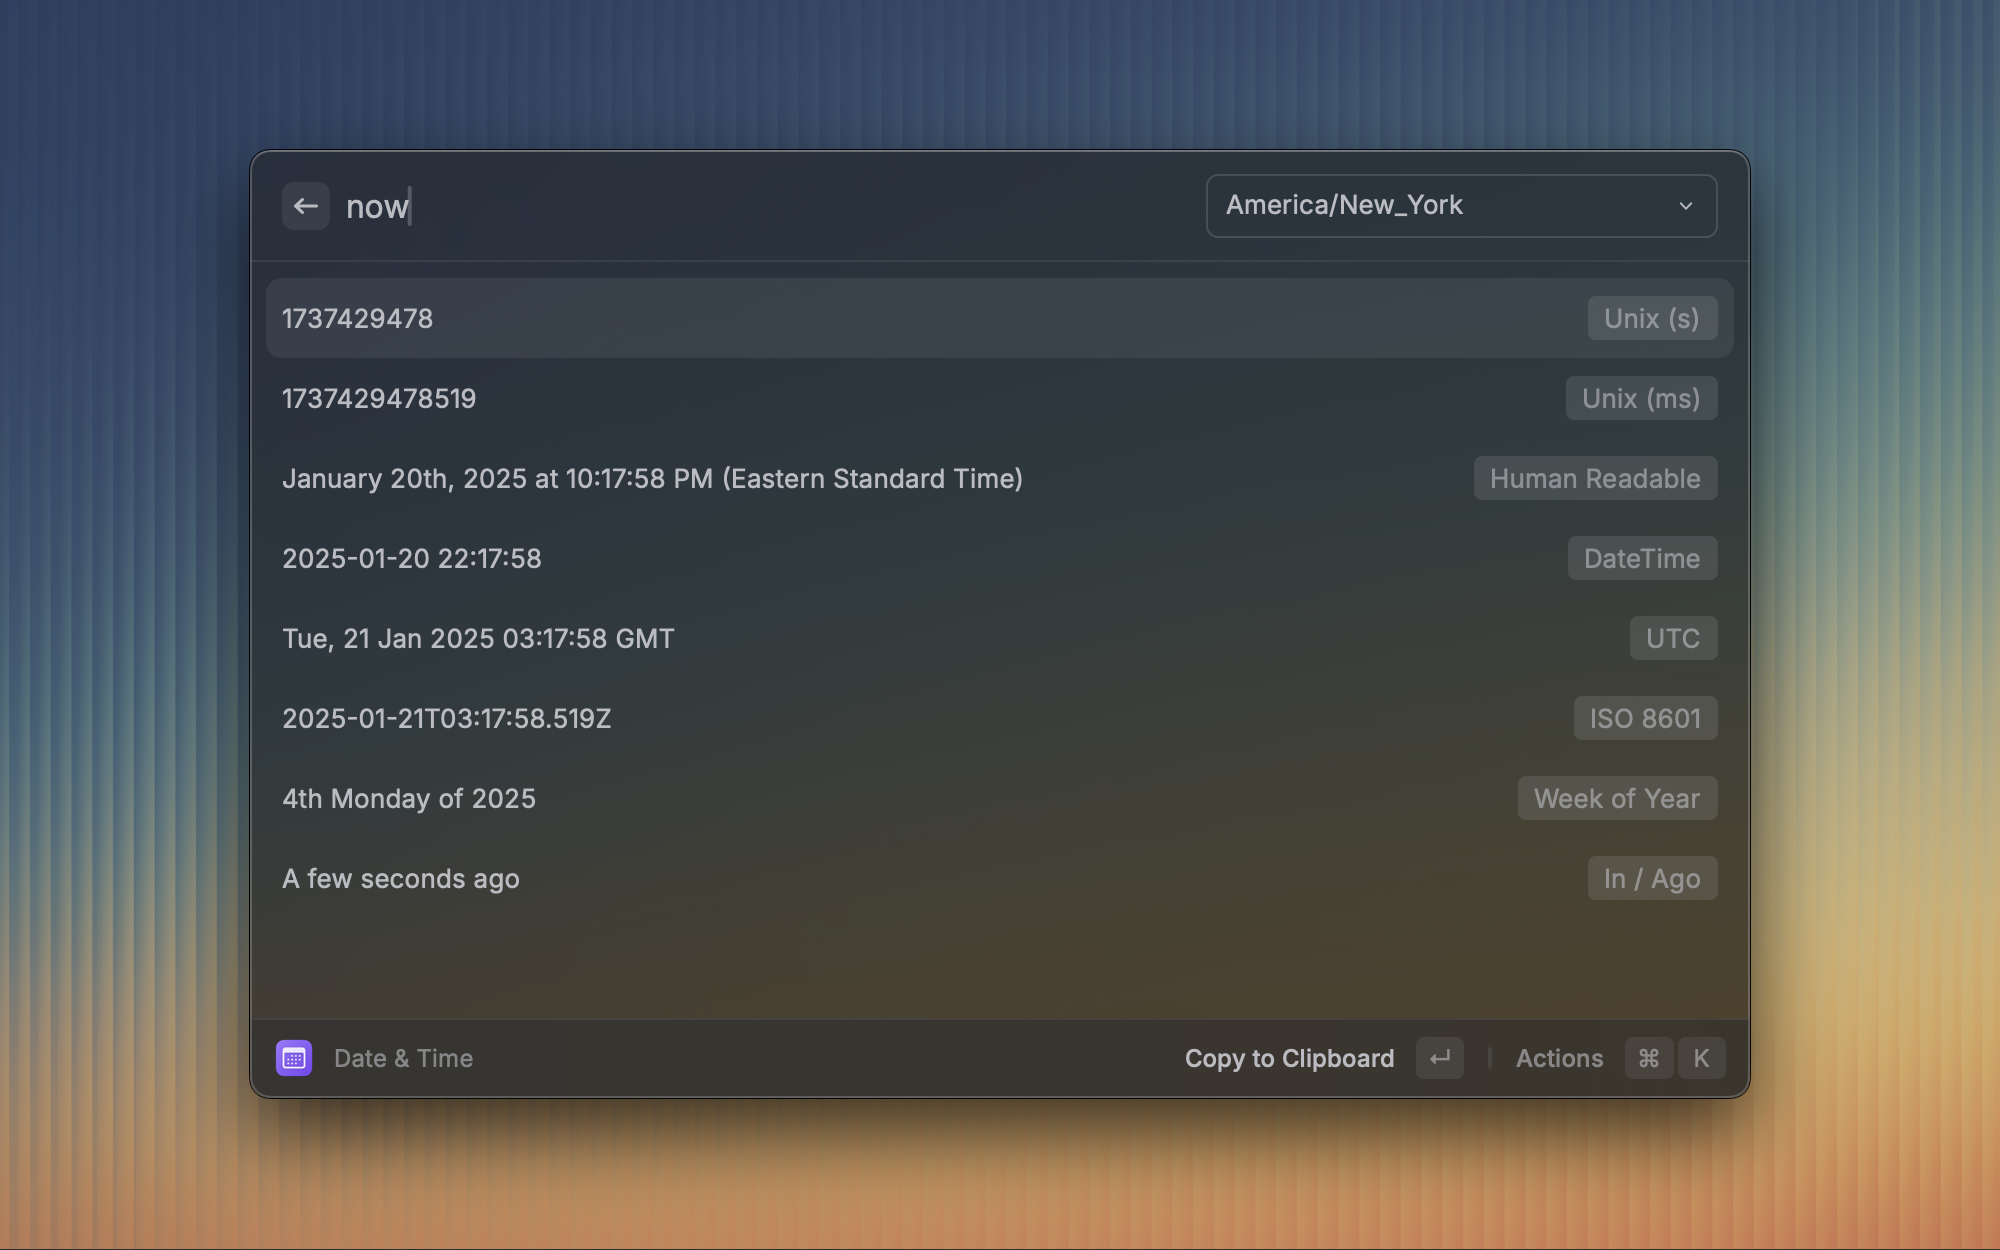 now
America/New_York
1737429478 Unix (s)
1737429478519 Unix (ms)
January 20th, 2025 at 10:17:58 PM (Eastern Standard Time) Human Readable
2025-01-20 22:17:58 DateTime
Tue, 21 Jan 2025 03:17:58 GMT UTC
2025-01-21T03:17:58.519Z ISO 8601
4th Monday of 2025 Week of Year
A few seconds ago In / Ago
Date & Time Copy to Clipboard ↵ Actions ⌘ K